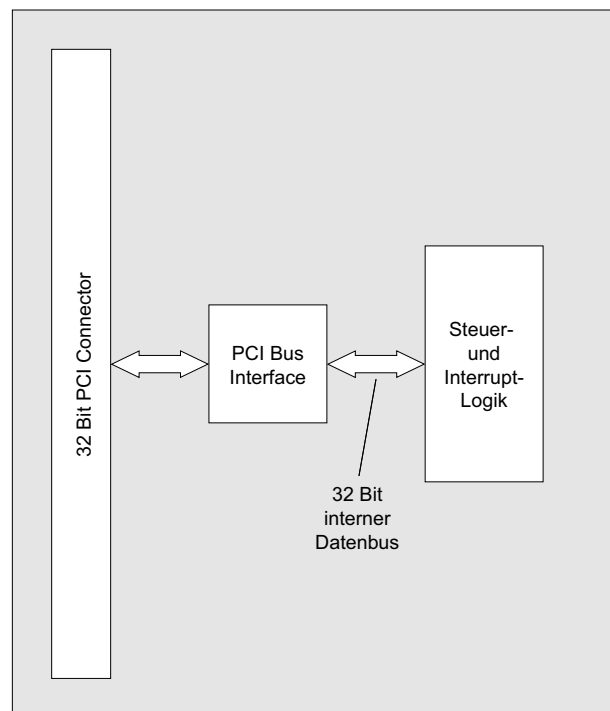 32 Bit PCI Connector
PCI Bus
Interface
Steuer-
und
Interrupt-
Logik
32 Bit
interner
Datenbus